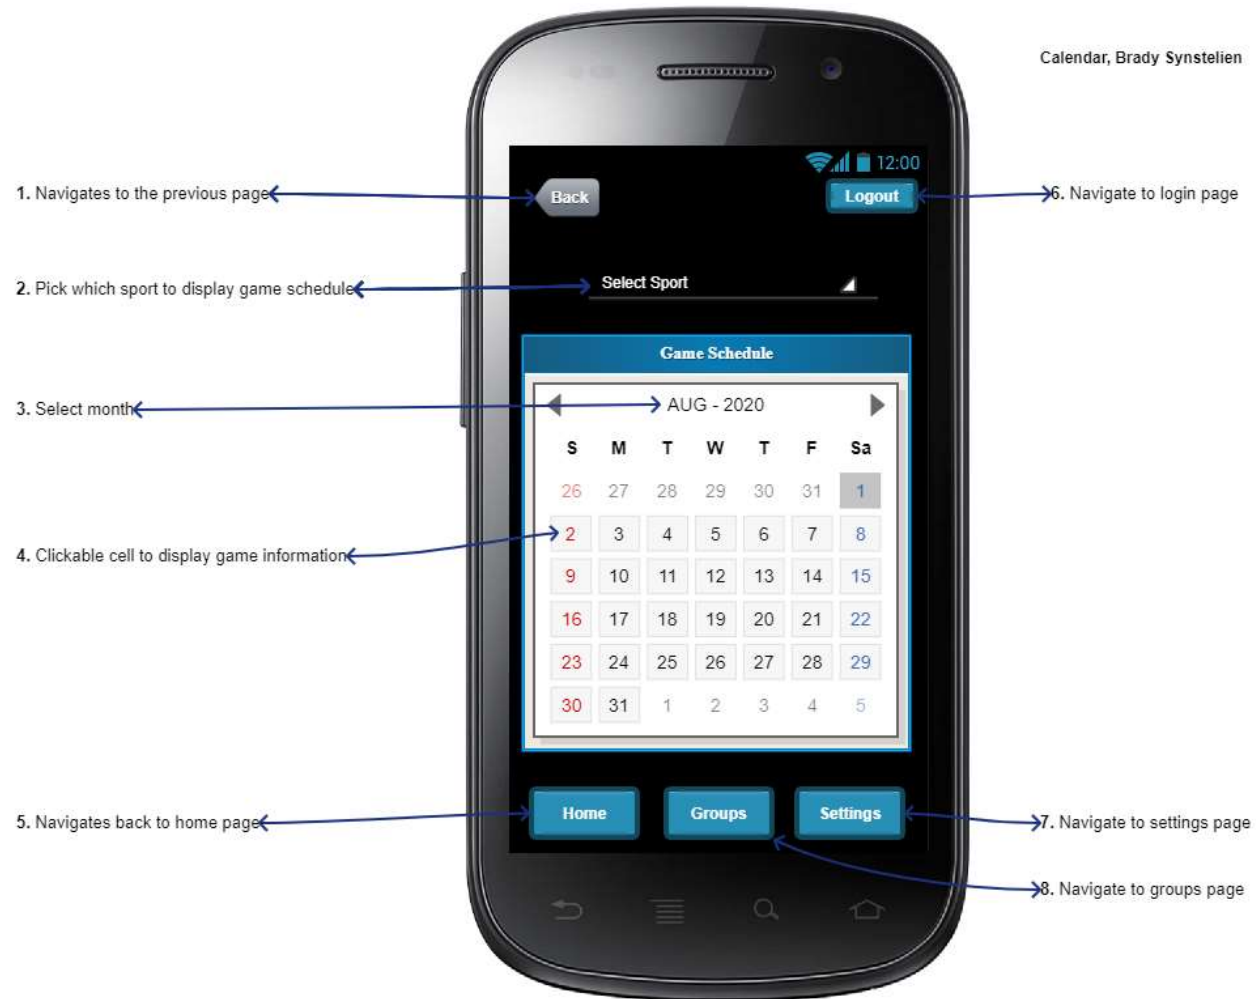 Calendar, Brady Synstelien
12:00
1. Navigates to the previous page
Back
Logout
6. Navigate to login page
2. Pick which sport to display game schedule
Select Sport
Game Schedule
3. Select month
AUG - 2020
S M T W T F Sa
26 27 28 29 30 31 1
4. Clickable cell to display game information
2 3 4 5 6 7 8
9 10 11 12 13 14 15
16 17 18 19 20 21 22
23 24 25 26 27 28 29
30 31 1 2 3 4 5
5. Navigates back to home page
Home Groups Settings
7. Navigate to settings page
8. Navigate to groups page